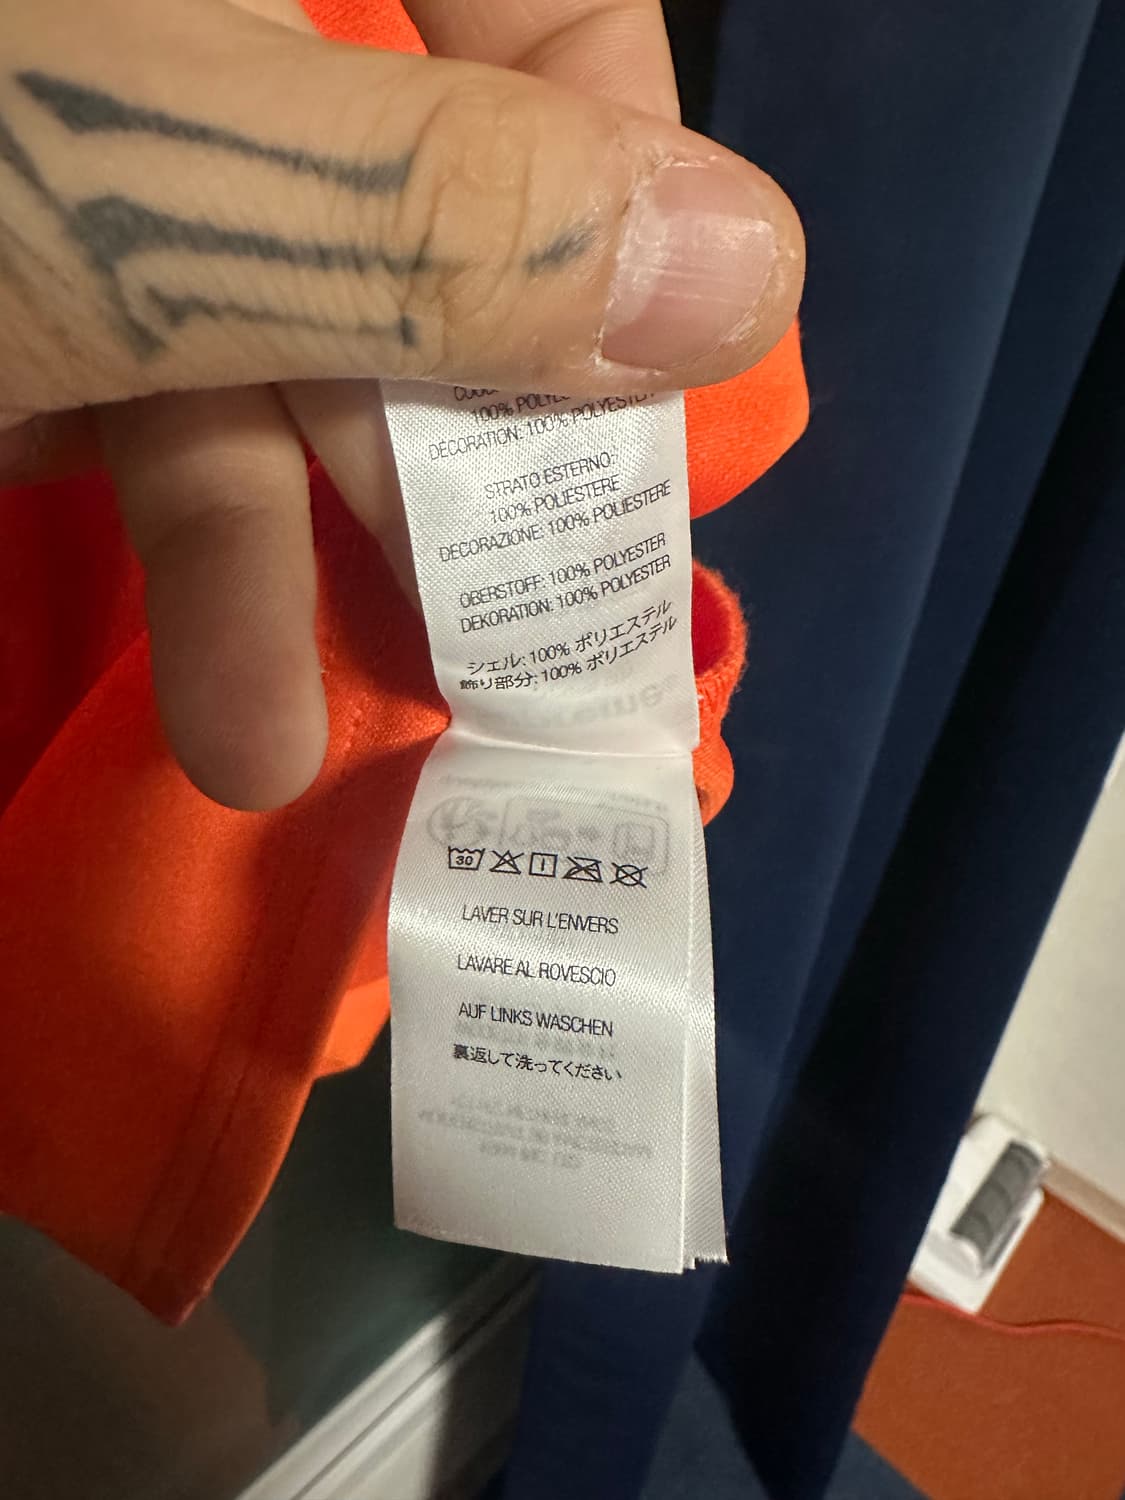 100%
DECORATION: 100% POLYESTER
STRATO ESTERNO:
100% POLIESTERE
DECORAZIONE: 100% POLIESTERE
OBERSTOFF: 100% POLYESTER
DEKORATION: 100% POLYESTER
シェル: 100% ポリエステル
飾り部分: 100% ポリエステル
30
LAVER SUR L'ENVERS
LAVARE AL ROVESCIO
AUF LINKS WASCHEN
裏返して洗ってください